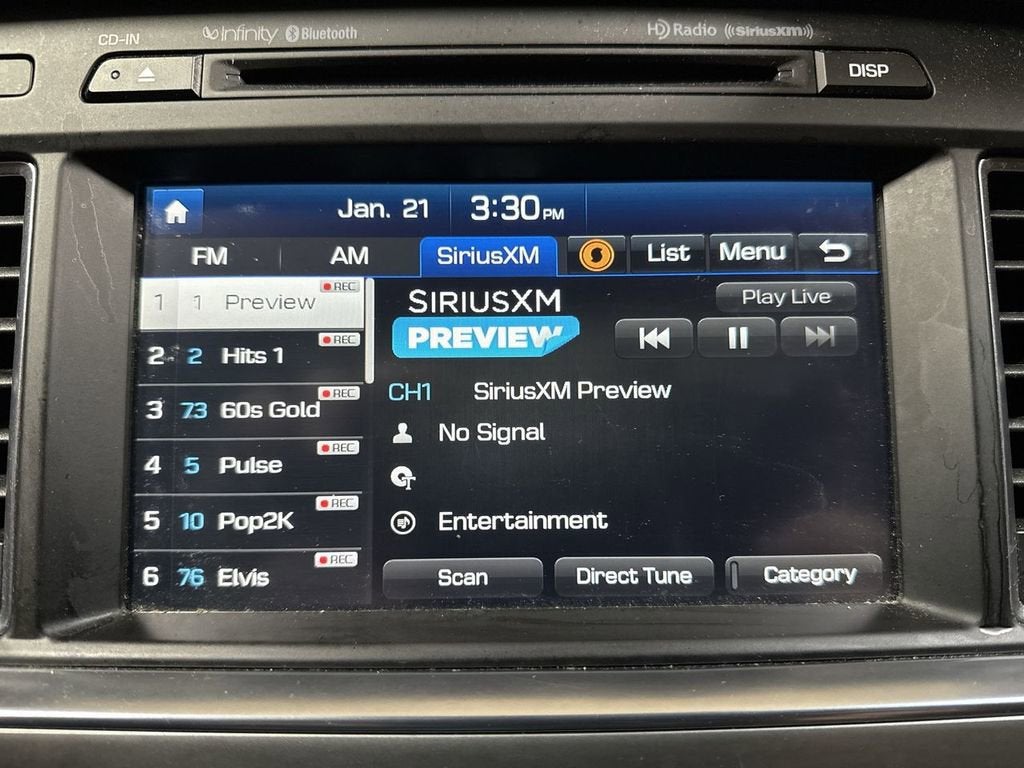 CD-IN Infinity Bluetooth HD Radio ((SiriusXM))
DISP
Jan. 21 3:30 PM
FM AM SiriusXM List Menu
1 1 Preview REC
2 2 Hits 1 REC
3 73 60s Gold REC
4 5 Pulse REC
5 10 Pop2K REC
6 76 Elvis REC
SIRIUSXM
PREVIEW
Play Live
CH1 SiriusXM Preview
No Signal
Entertainment
Scan Direct Tune Category